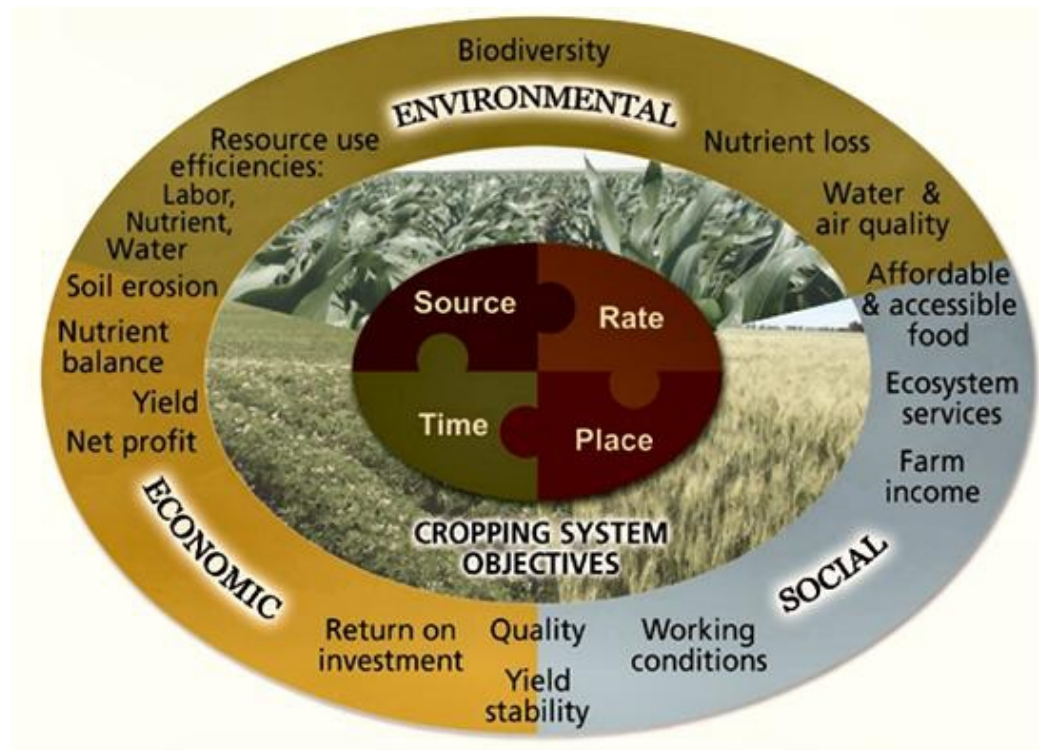 Biodiversity
ENVIRONMENTAL
Resource use
efficiencies:
Labor,
Nutrient,
Water
Nutrient loss
Water &
air quality
Soil erosion
Nutrient
balance
Yield
Net profit
ECONOMIC
Return on
investment
Quality
Yield
stability
Affordable
& accessible
food
Ecosystem
services
Farm
income
SOCIAL
Working
conditions
Source
Rate
Time
Place
CROPPING SYSTEM
OBJECTIVES